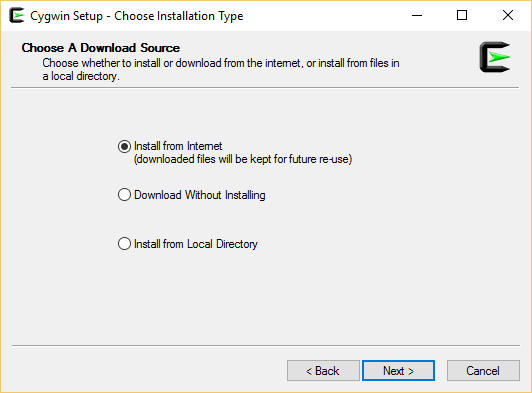 Cygwin Setup - Choose Installation Type
Choose A Download Source
Choose whether to install or download from the internet, or install from files in
a local directory.
Install from Internet
(downloaded files will be kept for future re-use)
Download Without Installing
Install from Local Directory
< Back
Next >
Cancel